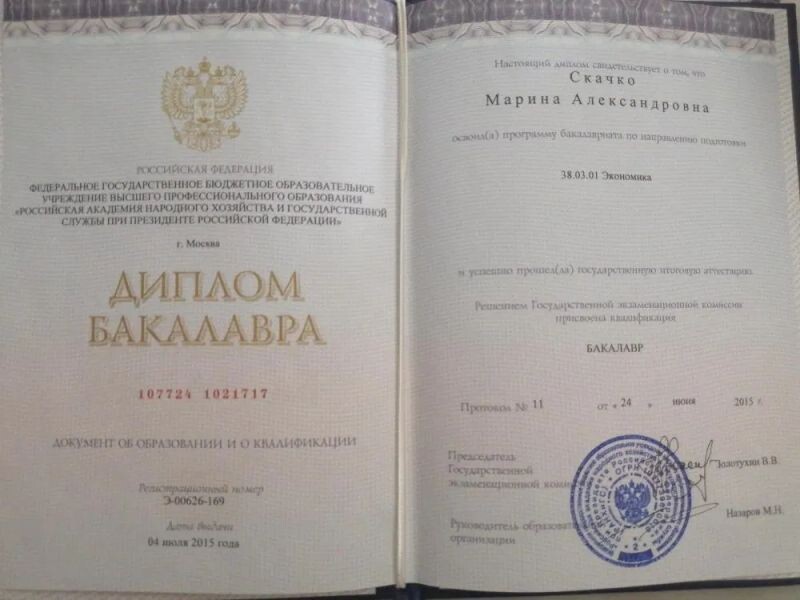 РОССИЙСКАЯ ФЕДЕРАЦИЯ
ФЕДЕРАЛЬНОЕ ГОСУДАРСТВЕННОЕ БЮДЖЕТНОЕ ОБРАЗОВАТЕЛЬНОЕ
УЧРЕЖДЕНИЕ ВЫСШЕГО ПРОФЕССИОНАЛЬНОГО ОБРАЗОВАНИЯ
«РОССИЙСКАЯ АКАДЕМИЯ НАРОДНОГО ХОЗЯЙСТВА И ГОСУДАРСТВЕННОЙ
СЛУЖБЫ ПРИ ПРЕЗИДЕНТЕ РОССИЙСКОЙ ФЕДЕРАЦИИ»
г. Москва
ДИПЛОМ
БАКАЛАВРА
107724 1021717
ДОКУМЕНТ ОБ ОБРАЗОВАНИИ И О КВАЛИФИКАЦИИ
Регистрационный номер
Э-00626-169
Дата выдачи
04 июля 2015 года
Настоящий диплом свидетельствует о том, что
Скачко
Марина Александровна
освоил(а) программу бакалавриата по направлению подготовки
38.03.01 Экономика
и успешно прошел(ла) государственную итоговую аттестацию
Решением Государственной экзаменационной комиссии
присвоена квалификация
БАКАЛАВР
Протокол № 11 от « 24 » июня 2015 г.
Председатель
Государственной
экзаменационной Золотухин В.В.
Назаров М.Н.
Руководитель
организации